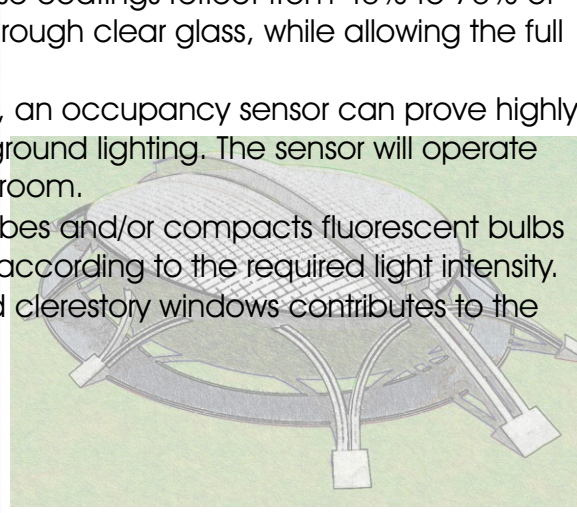 se coatings reflect from 40% to 70% of
rough clear glass, while allowing the full
, an occupancy sensor can prove highly
ground lighting. The sensor will operate
room.
bes and/or compacts fluorescent bulbs
according to the required light intensity.
d clerestory windows contributes to the